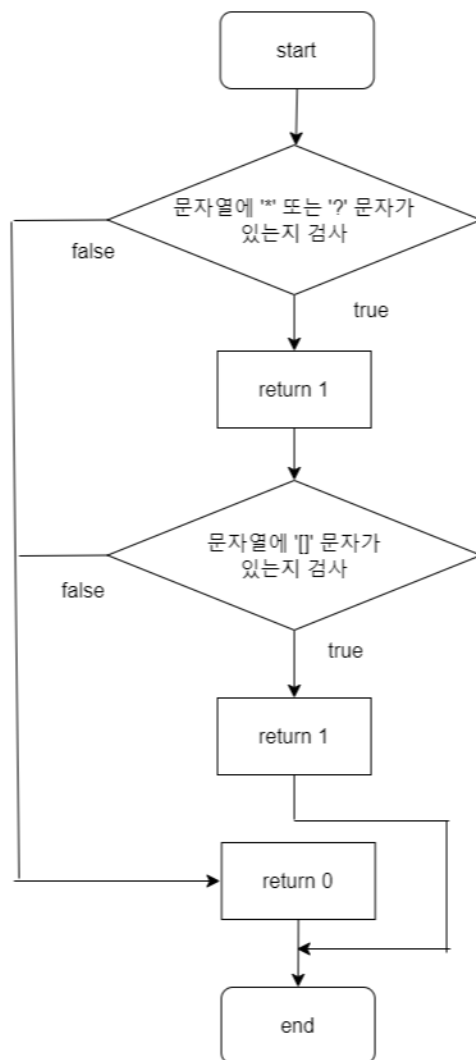 start
문자열에 '*' 또는 '?' 문자가
있는지 검사
false
true
return 1
문자열에 '[]' 문자가
있는지 검사
false
true
return 1
return 0
end